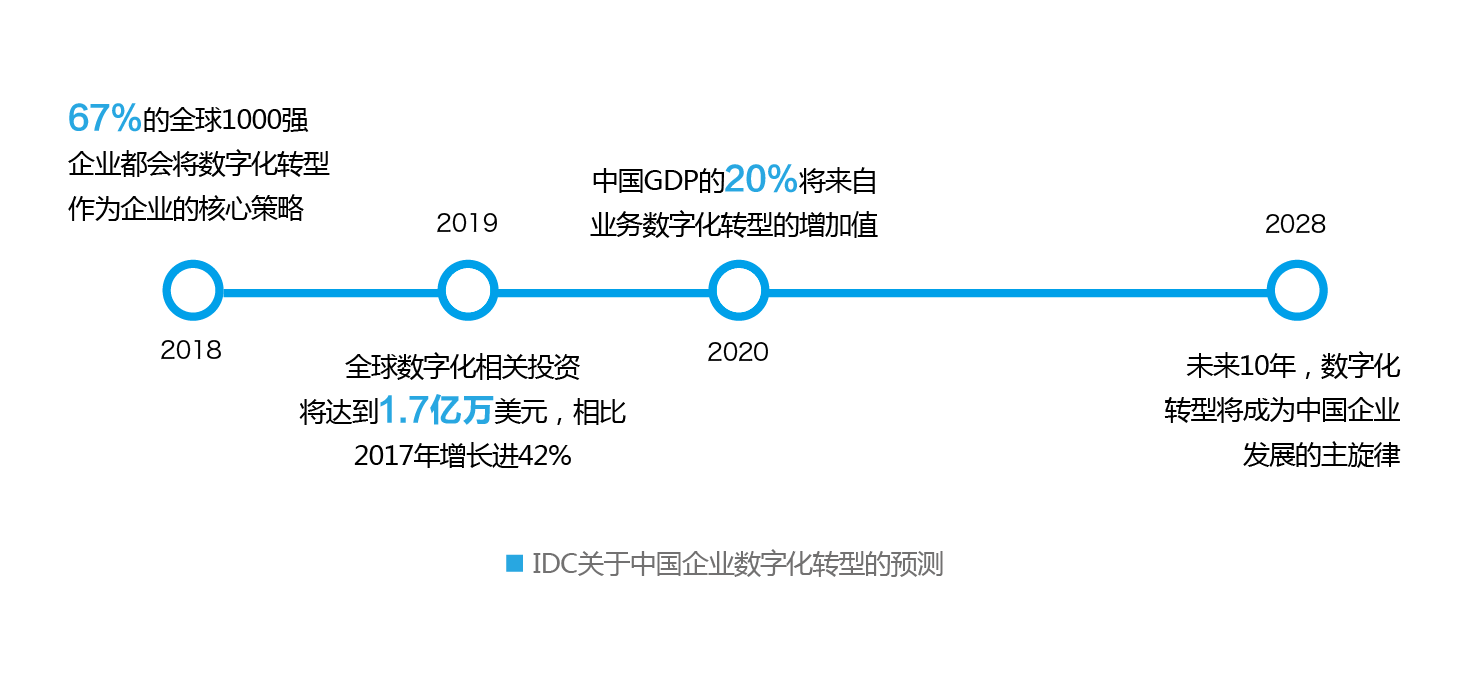 67%的全球1000强
企业都会将数字化转型
作为企业的核心策略
2018
2019
全球数字化相关投资
将达到1.7亿万美元，相比
2017年增长进42%
中国GDP的20%将来自
业务数字化转型的增加值
2020
2028
未来10年，数字化
转型将成为中国企业
发展的主旋律
IDC关于中国企业数字化转型的预测